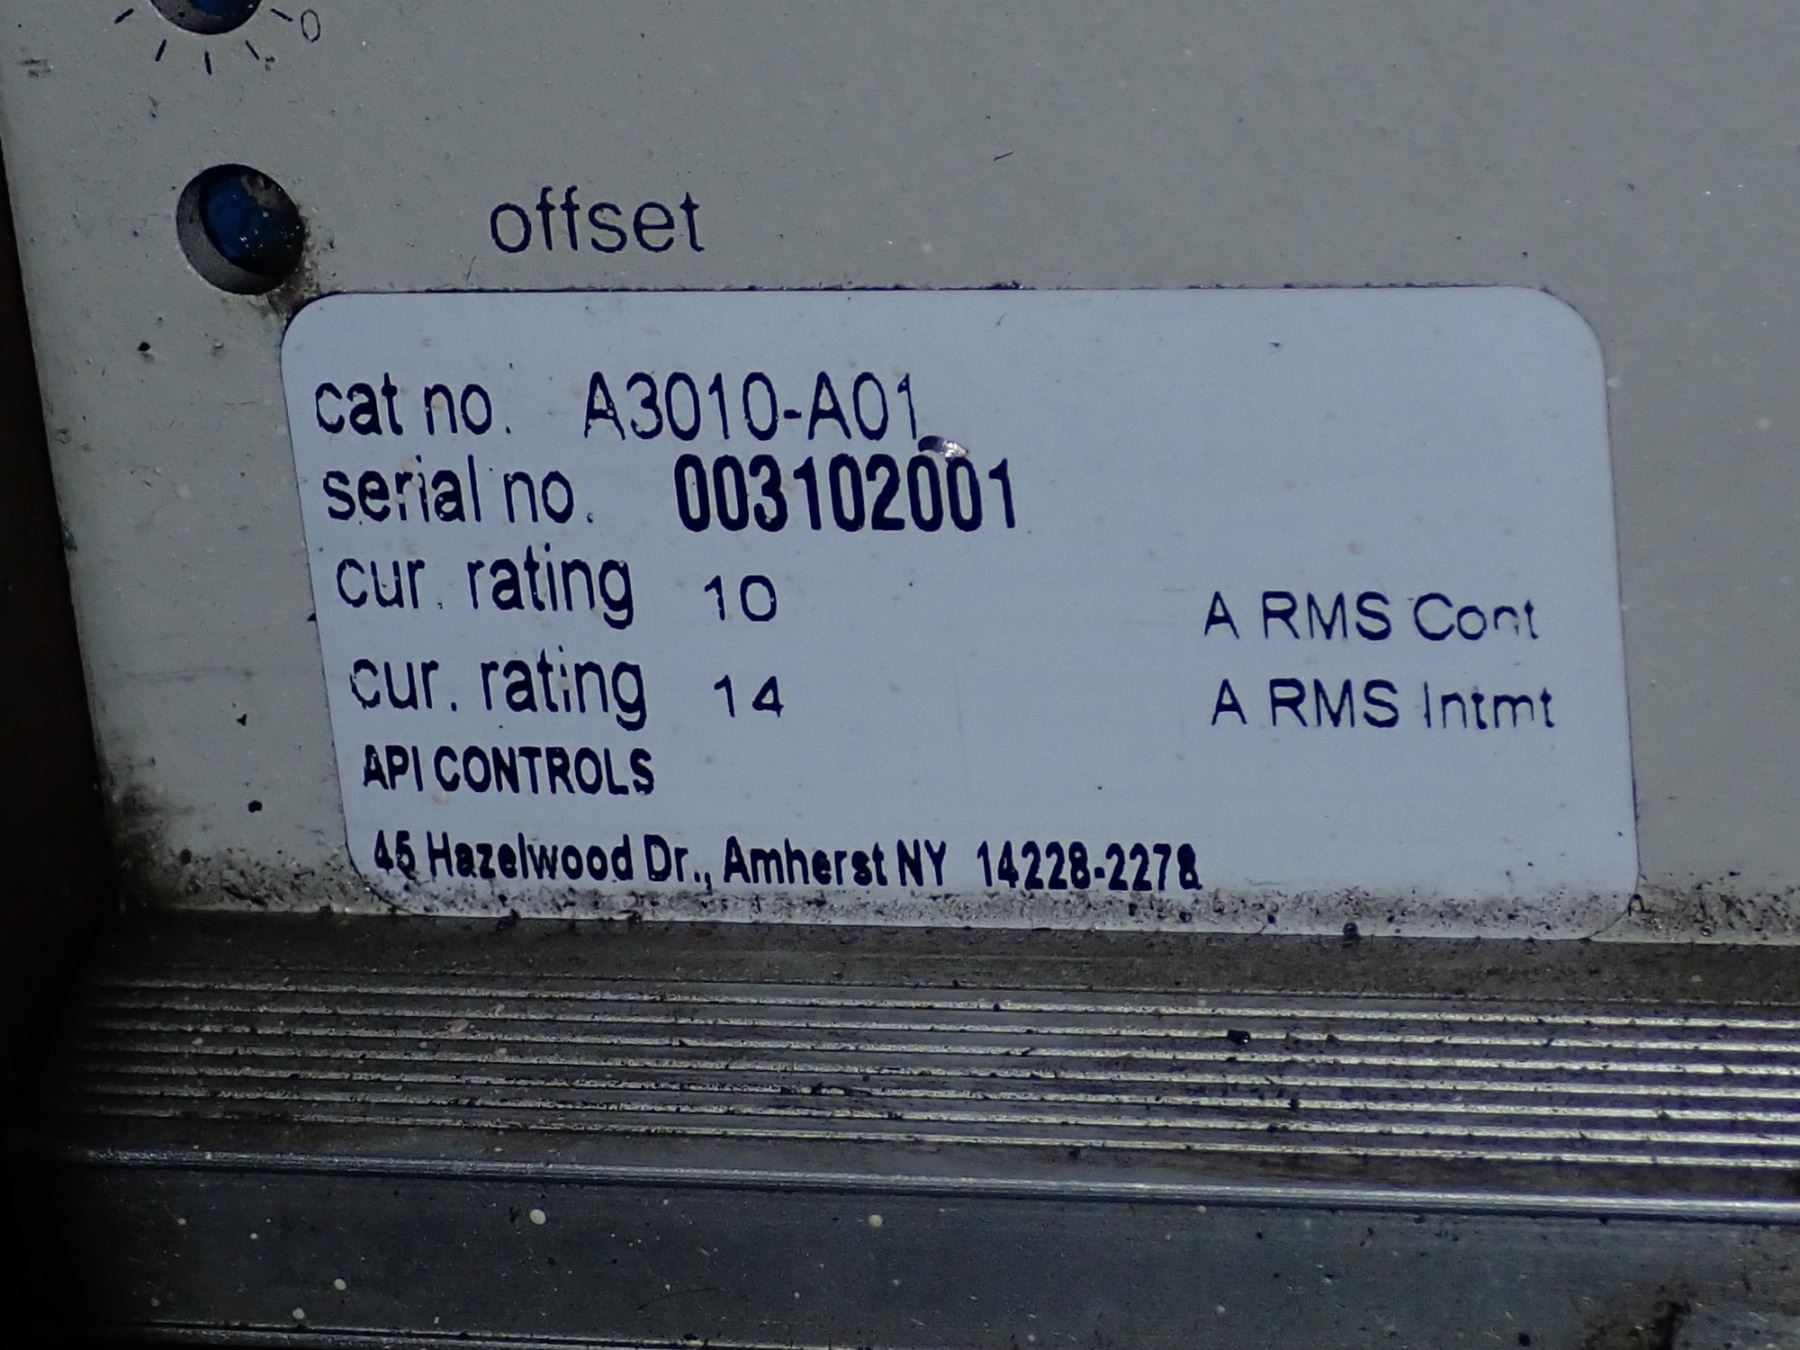 0
offset
cat no. A3010-A01
serial no. 003102001
cur. rating 10 A RMS Cont
cur. rating 14 A RMS Intmt
API CONTROLS
45 Hazelwood Dr., Amherst NY 14228-2278